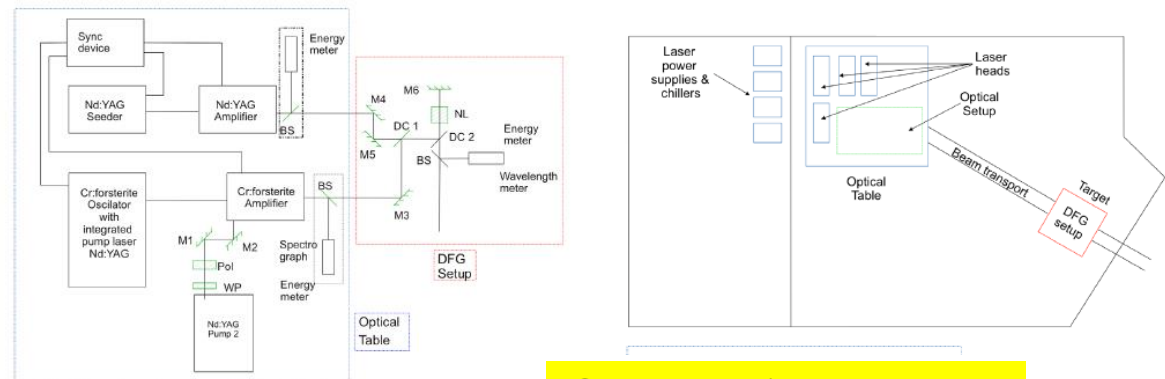 Sync
device
Energy
meter
Nd:YAG
Seeder
Nd:YAG
Amplifier
BS
M4
M5
M6
NL
DC 1
DC 2
BS
Energy
meter
Wavelength
meter
M3
Cr:forsterite
Oscilator
with
integrated
pump laser
Nd:YAG
Cr:forsterite
Amplifier
BS
M1
M2
Pol
WP
Nd:YAG
Pump 2
Spectro
graph
Energy
meter
DFG
Setup
Optical
Table
Laser
power
supplies &
chillers
Laser
heads
Optical
Setup
Optical
Table
Beam transport
Target
DFG
setup